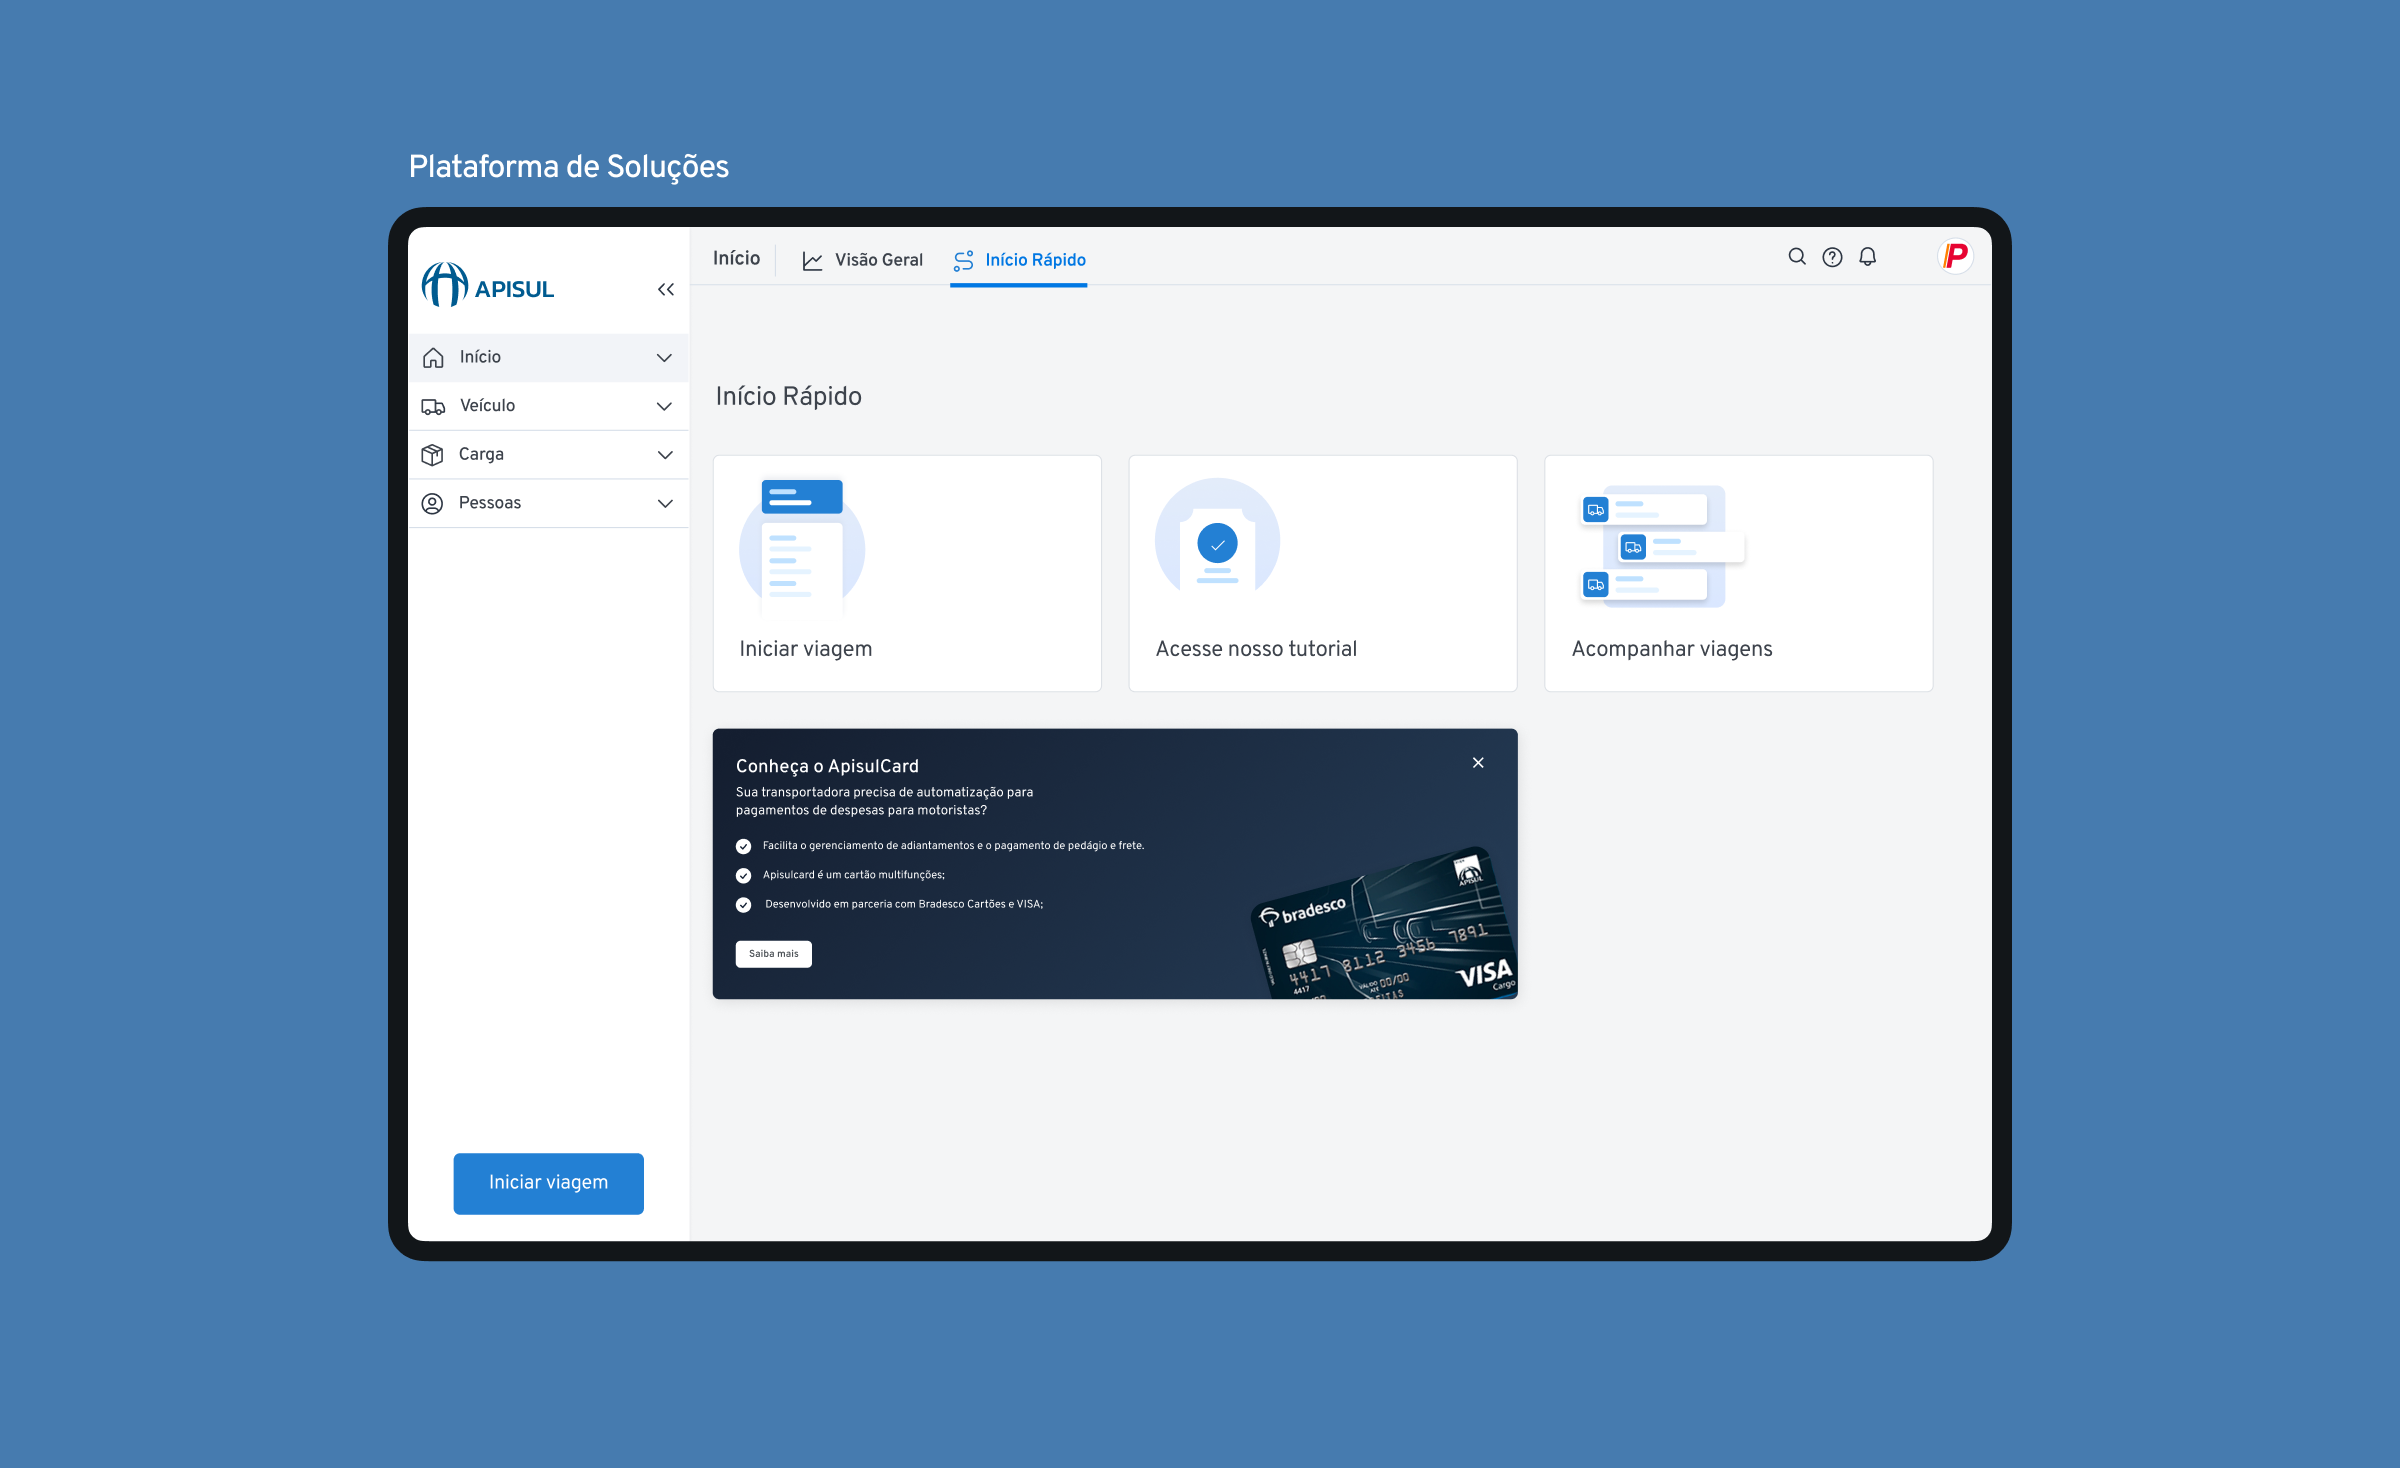 Plataforma de Soluções
APISUL
Início
Visão Geral
Início Rápido
Início
Veículo
Carga
Pessoas
Iniciar viagem
Início Rápido
Iniciar viagem
Acesse nosso tutorial
Acompanhar viagens
Conheça o ApisulCard
Sua transportadora precisa de automatização para
pagamentos de despesas para motoristas?
Facilita o gerenciamento de adiantamentos e o pagamento de pedágio e frete.
Apisulcard é um cartão multifunções;
Desenvolvido em parceria com Bradesco Cartões e VISA;
Saiba mais
bradesco
APISUL
4417 8112 3456 7891
4417
VÁLIDO ATÉ 00/00
VISA
Cargo
P